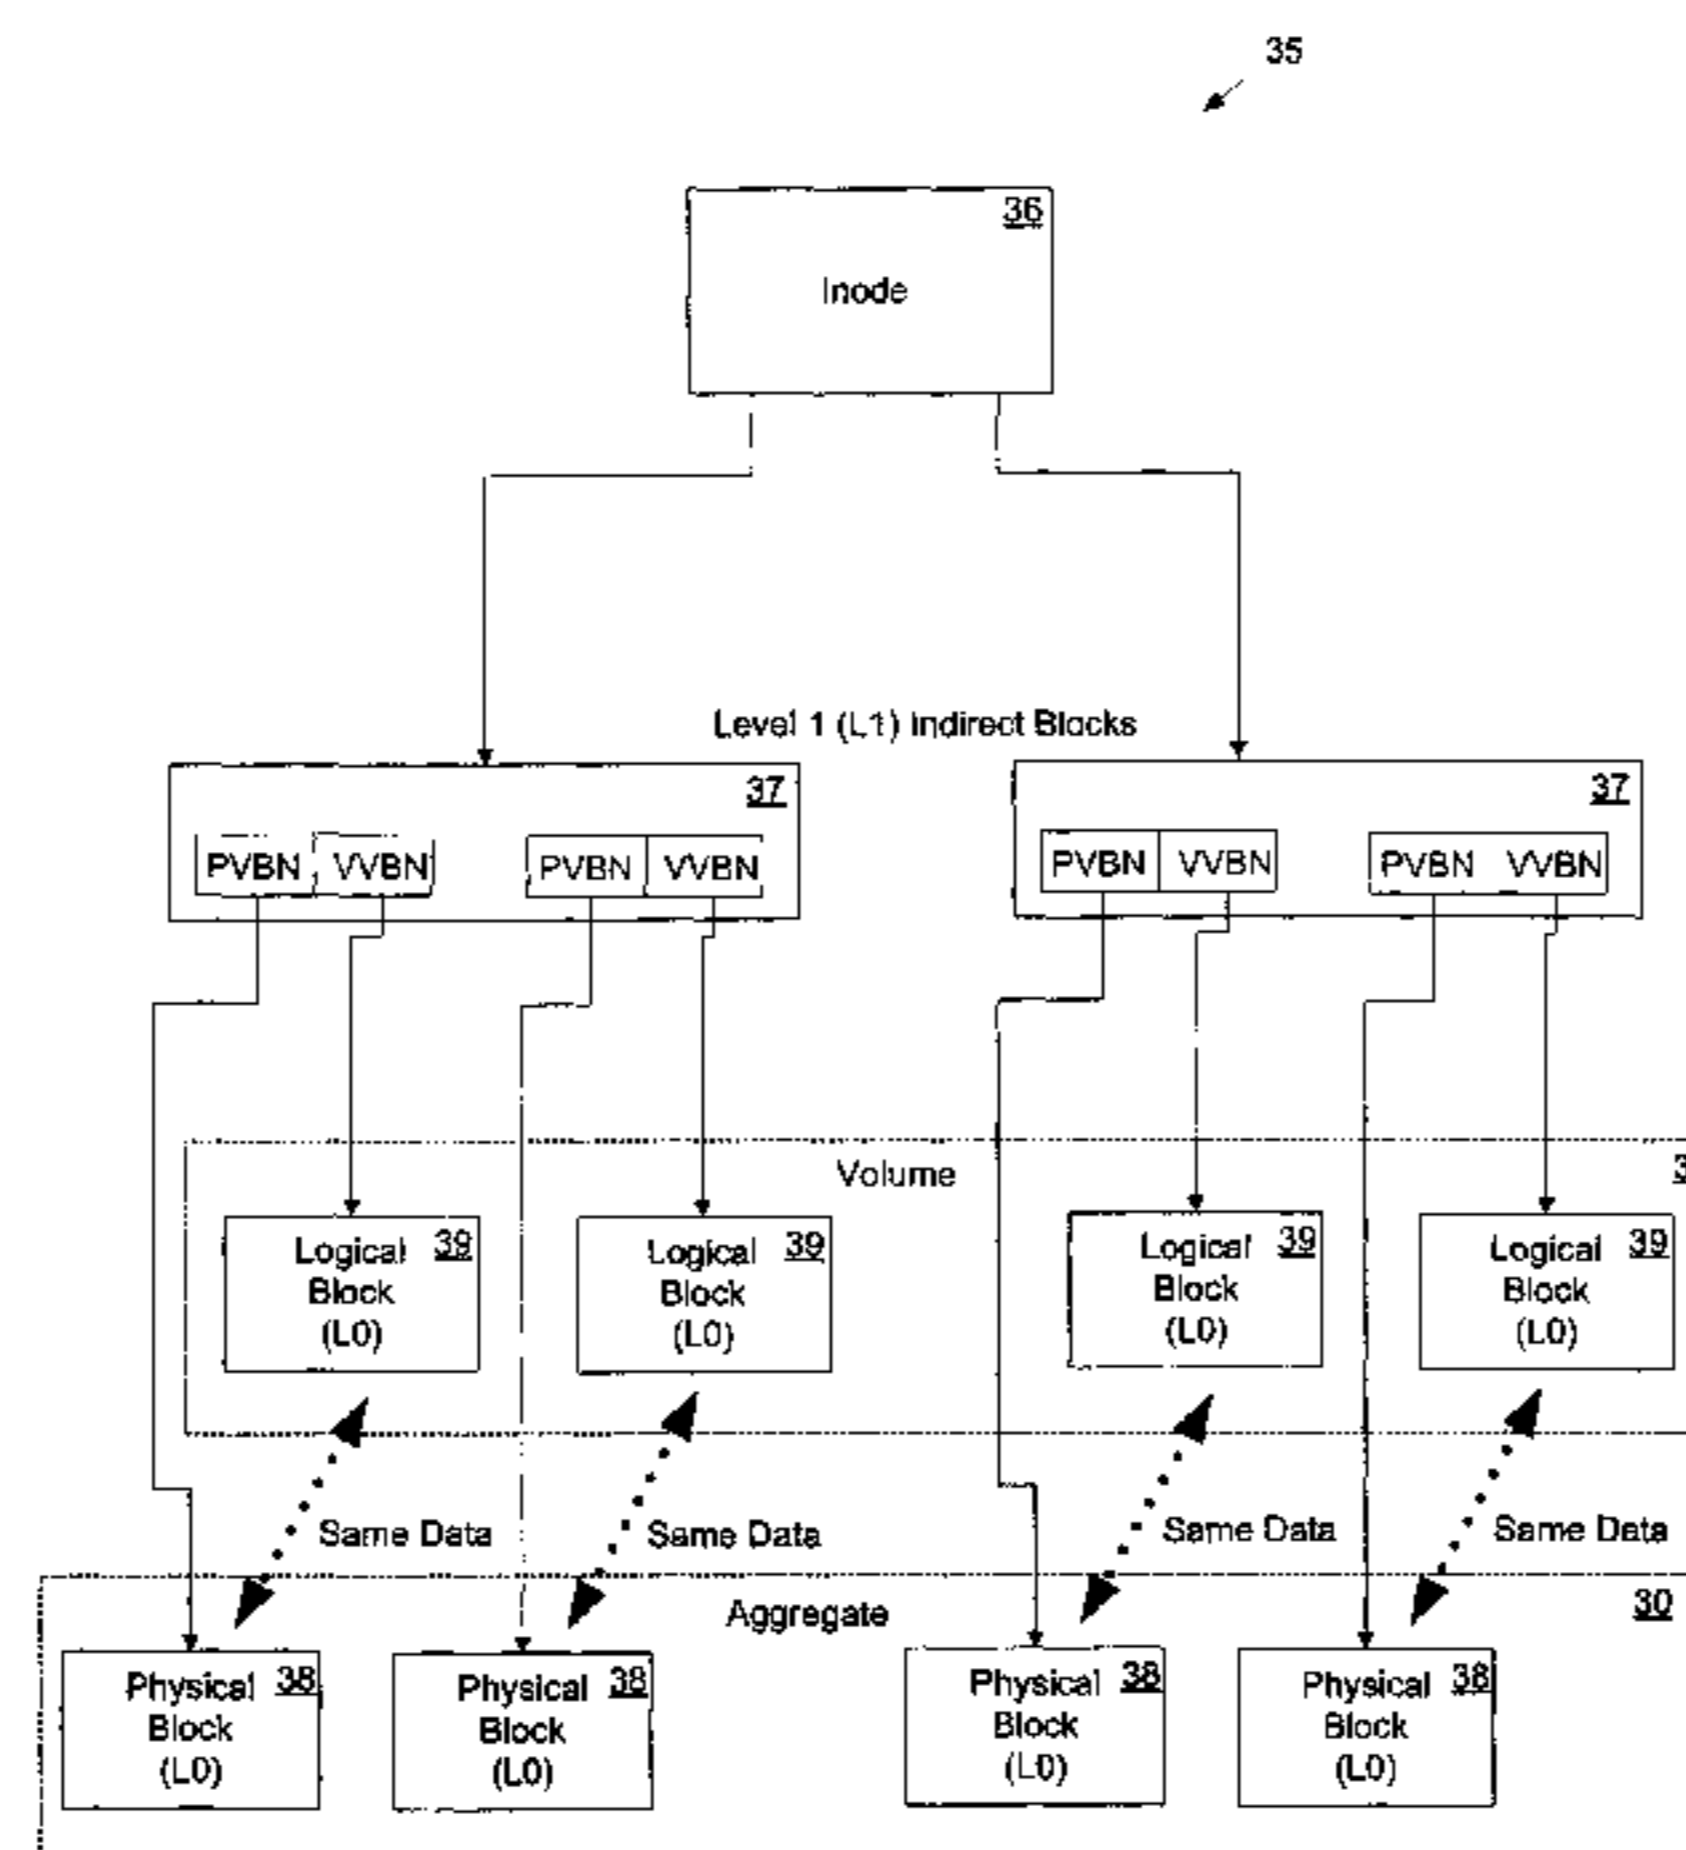 35
36
Inode
Level 1 (L1) Indirect Blocks
37
37
PVBN VVBN PVBN VVBN PVBN VVBN PVBN VVBN
Volume
Logical Block (L0) 39
Logical Block (L0) 39
Logical Block (L0) 39
Logical Block (L0) 39
Same Data Same Data Same Data Same Data
Aggregate
30
Physical Block (L0) 38
Physical Block (L0) 38
Physical Block (L0) 38
Physical Block (L0) 38